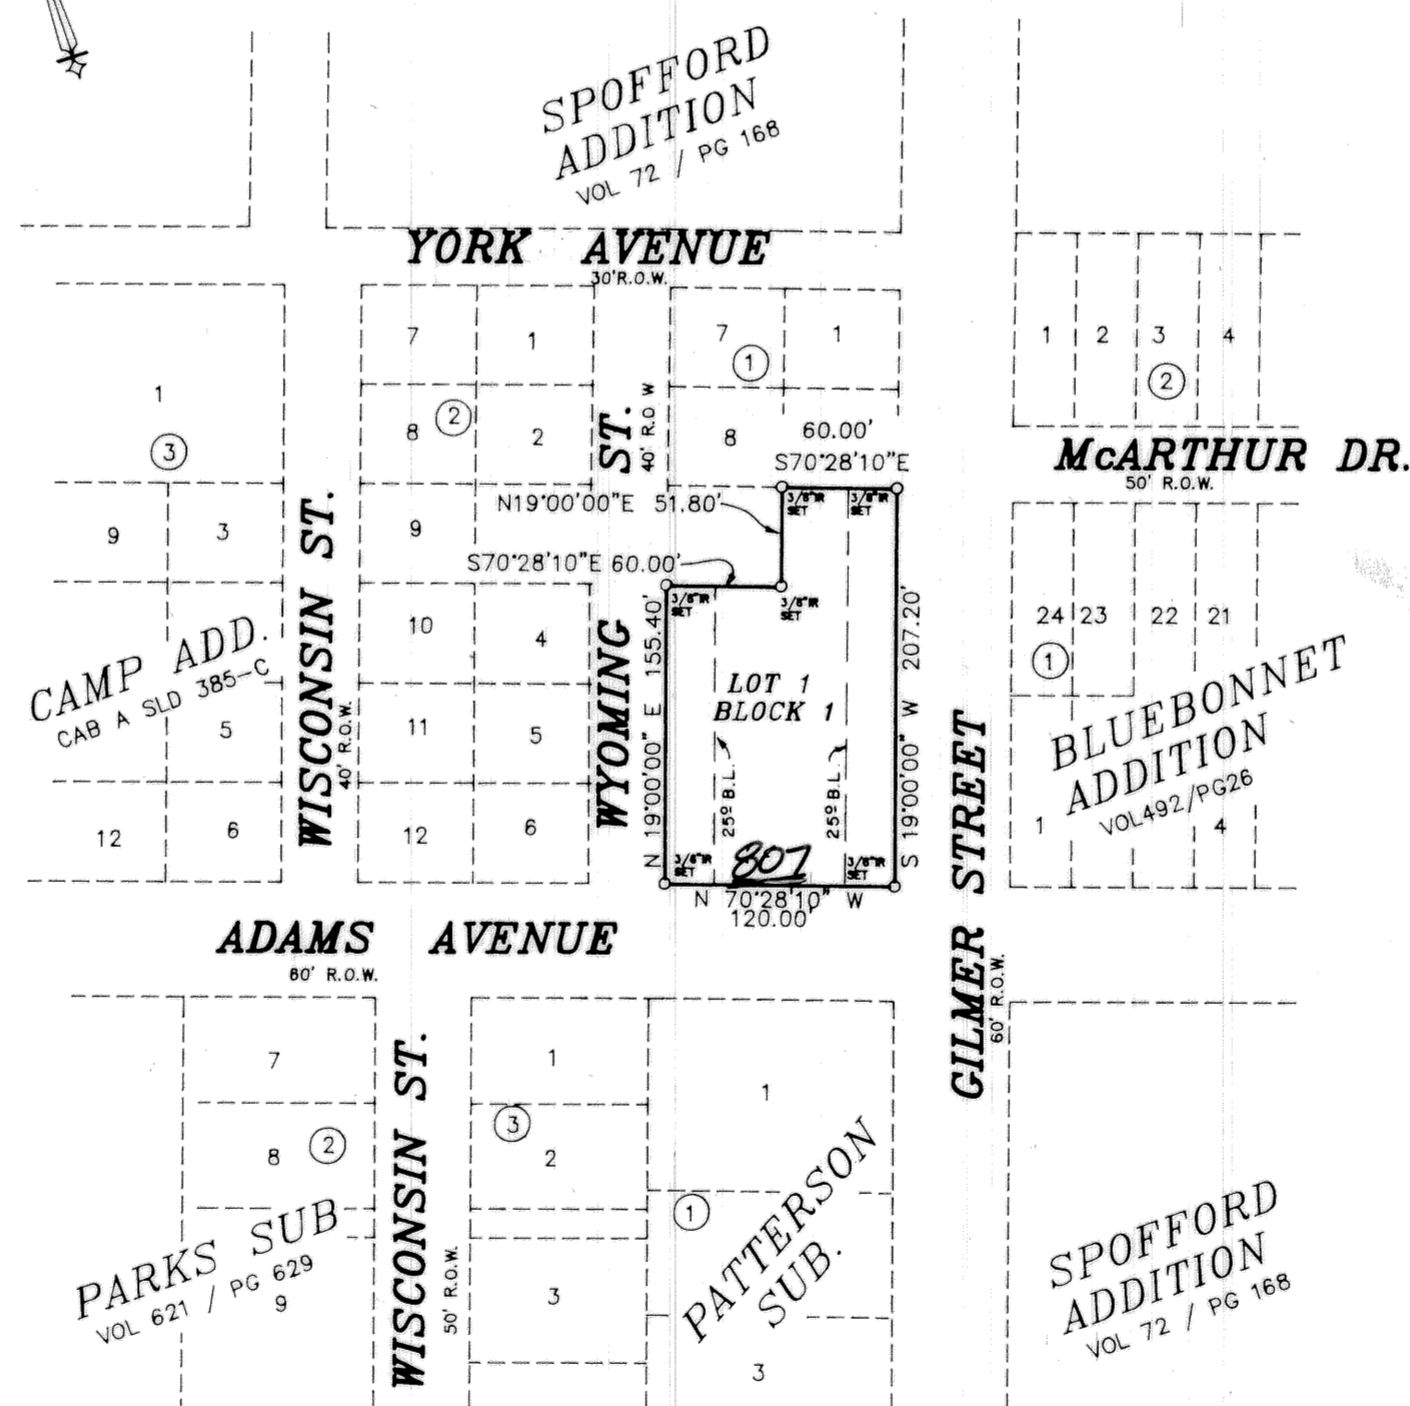 SPOFFORD
ADDITION
VOL 72 / PG 168
YORK AVENUE
30'R.O.W.
7
1
7
1
1
2
3
4
1
①
②
8
②
2
ST.
40' R.O W
8
60.00'
S70°28'10"E
McARTHUR DR.
50' R.O.W.
③
N19°00'00"E 51.80'
3/8"IR
SET
3/8"IR
SET
9
3
WISCONSIN ST.
40' R.O.W.
9
S70°28'10"E 60.00'
3/8"IR
SET
3/8"IR
SET
10
4
24
23
22
21
①
CAMP ADD.
CAB A SLD 385-C
WYOMING
N 19°00'00" E 155.40'
LOT 1
BLOCK 1
S 19°00'00" W 207.20'
BLUEBONNET
ADDITION
VOL492/PG26
5
11
5
25º B.L.
25º B.L.
12
6
12
6
1
4
807
3/8"IR
SET
3/8"IR
SET
N 70°28'10" W
120.00'
ADAMS AVENUE
60' R.O.W.
GILMER STREET
60' R.O.W.
7
1
1
WISCONSIN ST.
50' R.O.W.
③
8
②
2
①
PATTERSON
SUB.
PARKS SUB
VOL 621 / PG 629
9
3
3
SPOFFORD
ADDITION
VOL 72 / PG 168